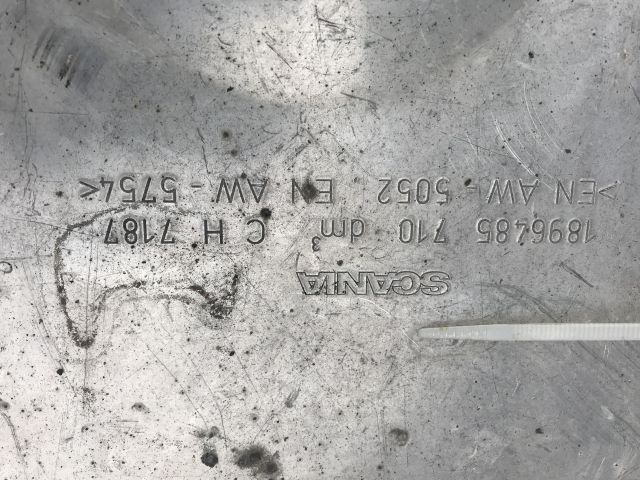 SCANIA
1896485 710 dm³ C H 7187
>EN AW - 5052 EN AW - 5754<